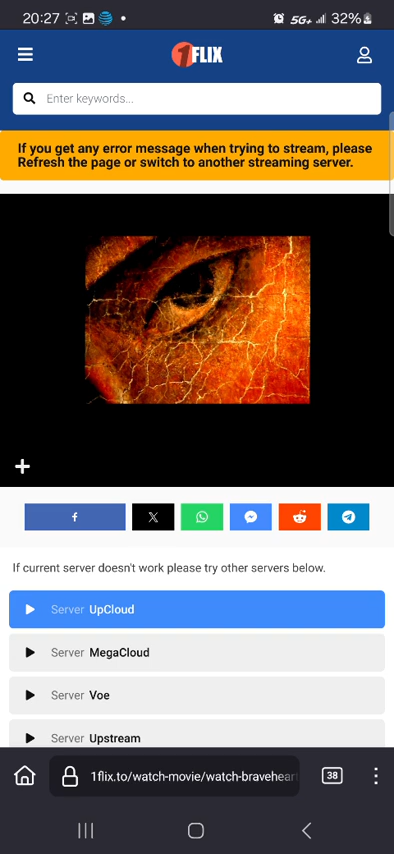 20:27 5G+ 32%
1FLIX
Enter keywords...
If you get any error message when trying to stream, please
Refresh the page or switch to another streaming server.
If current server doesn't work please try other servers below.
Server UpCloud
Server MegaCloud
Server Voe
Server Upstream
1flix.to/watch-movie/watch-bravehear
38